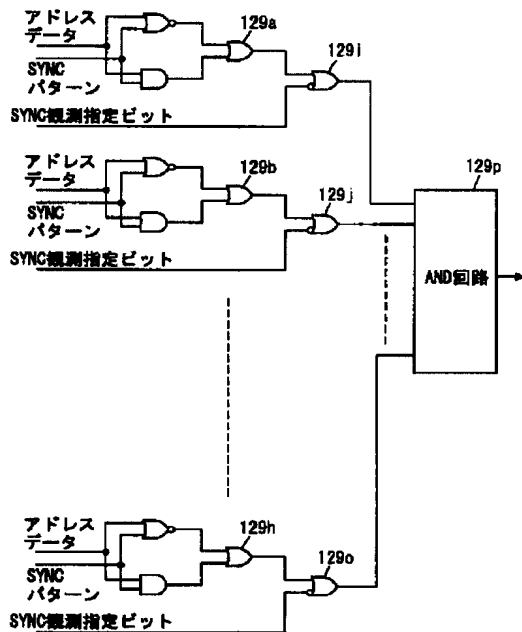 アドレス
データ
129a
SYNC
パターン
129i
SYNC観測指定ビット
アドレス
データ
129b
SYNC
パターン
129j
SYNC観測指定ビット
129p
AND回路
アドレス
データ
129h
SYNC
パターン
129o
SYNC観測指定ビット